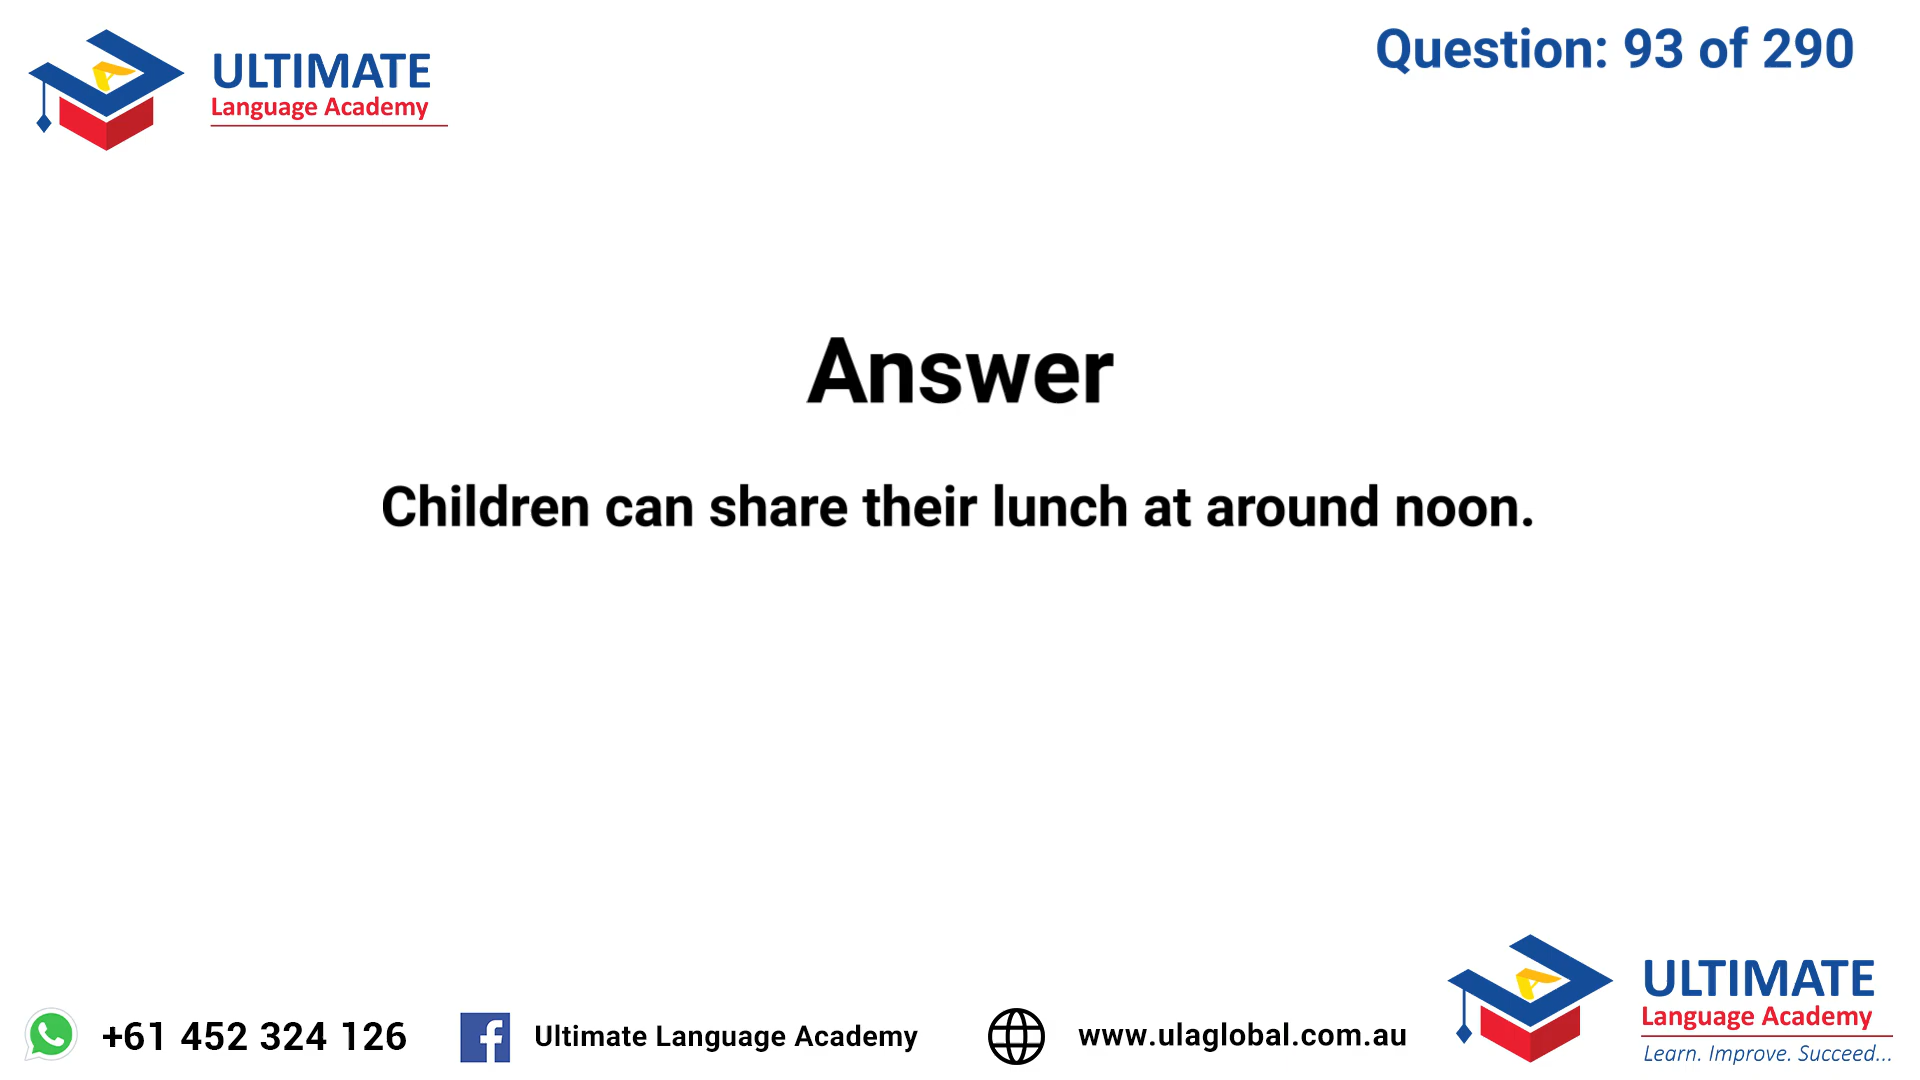 ULTIMATE
Language Academy
Question: 93 of 290
Answer
Children can share their lunch at around noon.
+61 452 324 126
Ultimate Language Academy
www.ulaglobal.com.au
ULTIMATE
Language Academy
Learn. Improve. Succeed...